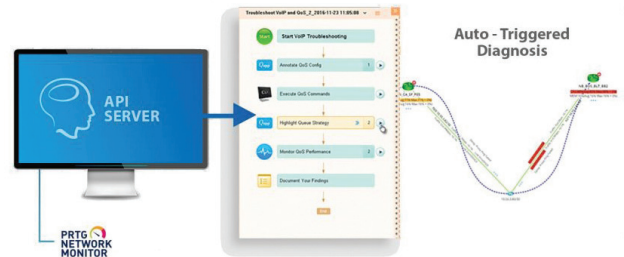 Troubleshoot VoIP and QoS_2_2016-11-23 11:05:08
Start
Start VoIP Troubleshooting
Annotate QoS Config
1
Execute QoS Commands
Highlight Queue Strategy
3
Monitor QoS Performance
2
Document Your Findings
End
API
SERVER
PRTG
NETWORK
MONITOR
Auto - Triggered
Diagnosis